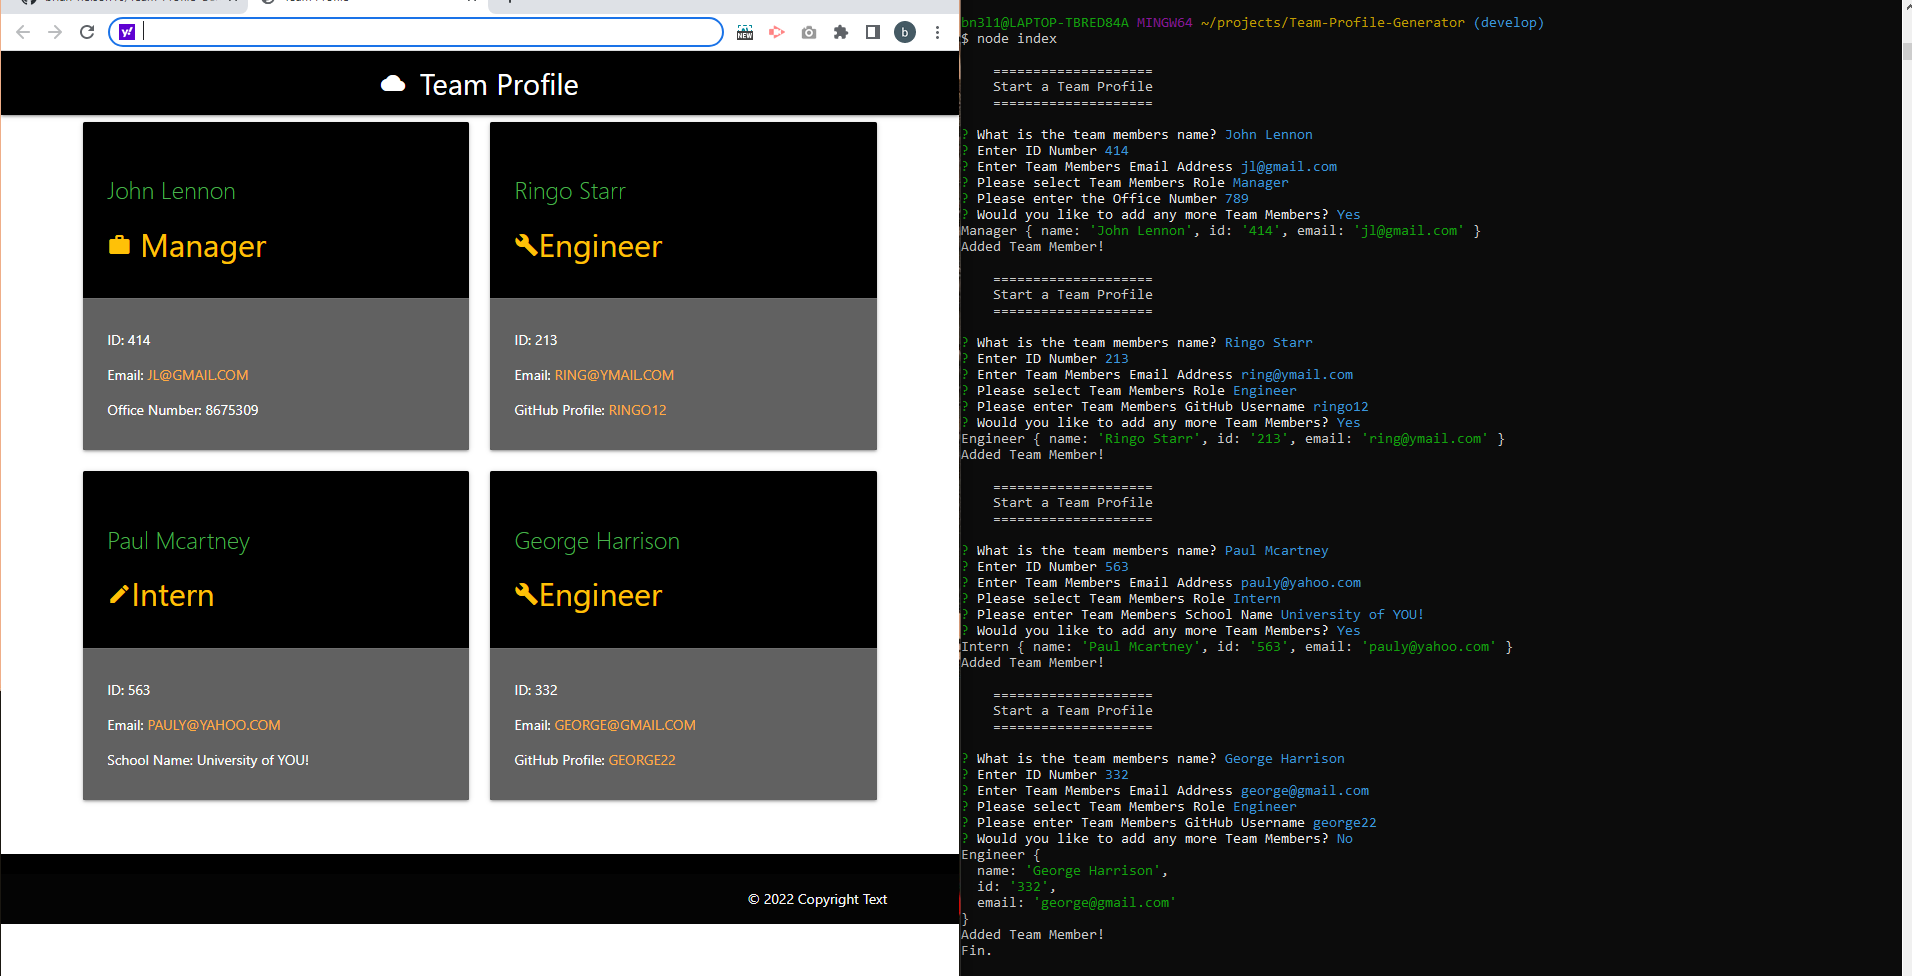 Team Profile
John Lennon
Manager
ID: 414
Email: JL@GMAIL.COM
Office Number: 8675309
Ringo Starr
Engineer
ID: 213
Email: RING@YMAIL.COM
GitHub Profile: RINGO12
Paul Mcartney
Intern
ID: 563
Email: PAULY@YAHOO.COM
School Name: University of YOU!
George Harrison
Engineer
ID: 332
Email: GEORGE@GMAIL.COM
GitHub Profile: GEORGE22
© 2022 Copyright Text
y!
NEW
b
bn3l1@LAPTOP-TBRED84A MINGW64 ~/projects/Team-Profile-Generator (develop)
$ node index
====================
Start a Team Profile
====================
? What is the team members name? John Lennon
? Enter ID Number 414
? Enter Team Members Email Address jl@gmail.com
? Please select Team Members Role Manager
? Please enter the Office Number 789
? Would you like to add any more Team Members? Yes
Manager { name: 'John Lennon', id: '414', email: 'jl@gmail.com' }
Added Team Member!
====================
Start a Team Profile
====================
? What is the team members name? Ringo Starr
? Enter ID Number 213
? Enter Team Members Email Address ring@ymail.com
? Please select Team Members Role Engineer
? Please enter Team Members GitHub Username ringo12
? Would you like to add any more Team Members? Yes
Engineer { name: 'Ringo Starr', id: '213', email: 'ring@ymail.com' }
Added Team Member!
====================
Start a Team Profile
====================
? What is the team members name? Paul Mcartney
? Enter ID Number 563
? Enter Team Members Email Address pauly@yahoo.com
? Please select Team Members Role Intern
? Please enter Team Members School Name University of YOU!
? Would you like to add any more Team Members? Yes
Intern { name: 'Paul Mcartney', id: '563', email: 'pauly@yahoo.com' }
Added Team Member!
====================
Start a Team Profile
====================
? What is the team members name? George Harrison
? Enter ID Number 332
? Enter Team Members Email Address george@gmail.com
? Please select Team Members Role Engineer
? Please enter Team Members GitHub Username george22
? Would you like to add any more Team Members? No
Engineer {
name: 'George Harrison',
id: '332',
email: 'george@gmail.com'
}
Added Team Member!
Fin.